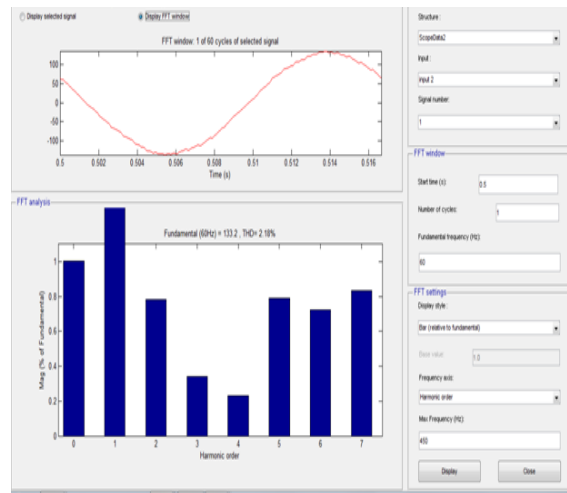 Display selected signal
Display FFT window
FFT window: 1 of 60 cycles of selected signal
100
50
0
-50
-100
0.5 0.502 0.504 0.506 0.508 0.51 0.512 0.514 0.516
Time (s)
FFT analysis
Fundamental (60Hz) = 133.2 , THD= 2.18%
Mag (% of Fundamental)
1
0.8
0.6
0.4
0.2
0
0 1 2 3 4 5 6 7
Harmonic order
Structure :
ScopeData2
Input :
input 2
Signal number:
1
FFT window
Start time (s): 0.5
Number of cycles: 1
Fundamental frequency (Hz):
60
FFT settings
Display style :
Bar (relative to fundamental)
Base value: 1.0
Frequency axis:
Harmonic order
Max Frequency (Hz):
450
Display
Close